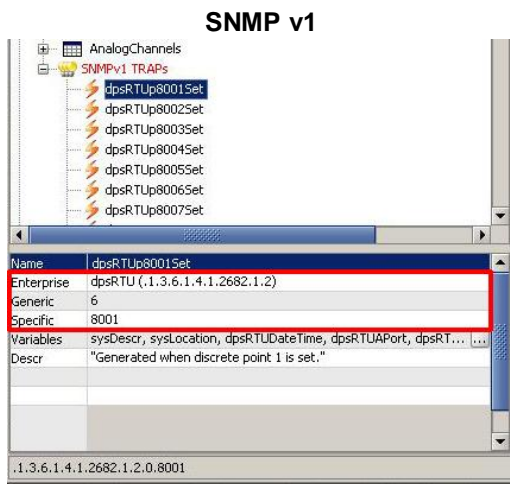 SNMP v1
AnalogChannels
SNMPv1 TRAPs
dpsRTUp8001Set
dpsRTUp8002Set
dpsRTUp8003Set
dpsRTUp8004Set
dpsRTUp8005Set
dpsRTUp8006Set
dpsRTUp8007Set
Name dpsRTUp8001Set
Enterprise dpsRTU (.1.3.6.1.4.1.2682.1.2)
Generic 6
Specific 8001
Variables sysDescr, sysLocation, dpsRTUDateTime, dpsRTUAPort, dpsRT... ...
Descr "Generated when discrete point 1 is set."
.1.3.6.1.4.1.2682.1.2.0.8001